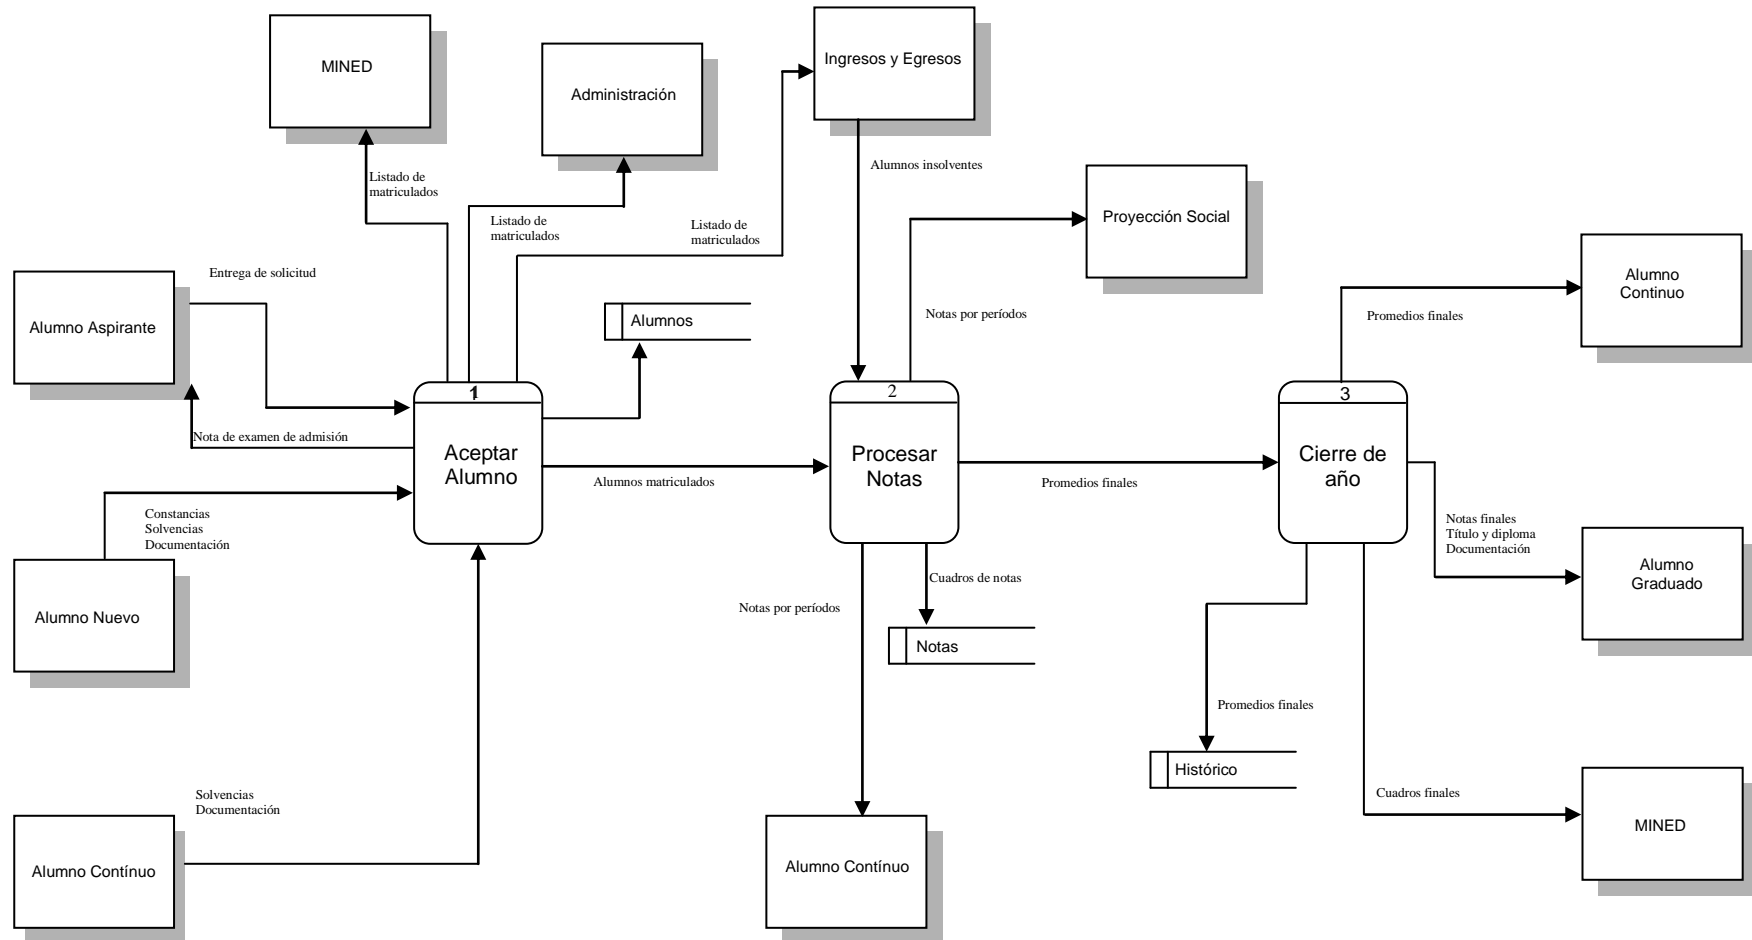 MINED
Administración
Ingresos y Egresos
Listado de
matriculados
Listado de
matriculados
Listado de
matriculados
Alumnos insolventes
Proyección Social
Entrega de solicitud
Alumno Aspirante
Alumnos
Notas por períodos
Alumno
Continuo
Promedios finales
Nota de examen de admisión
1
Aceptar
Alumno
Alumnos matriculados
2
Procesar
Notas
Promedios finales
3
Cierre de
año
Constancias
Solvencias
Documentación
Alumno Nuevo
Notas finales
Título y diploma
Documentación
Alumno
Graduado
Cuadros de notas
Notas por períodos
Notas
Promedios finales
Histórico
Solvencias
Documentación
Alumno Contínuo
Alumno Contínuo
Cuadros finales
MINED